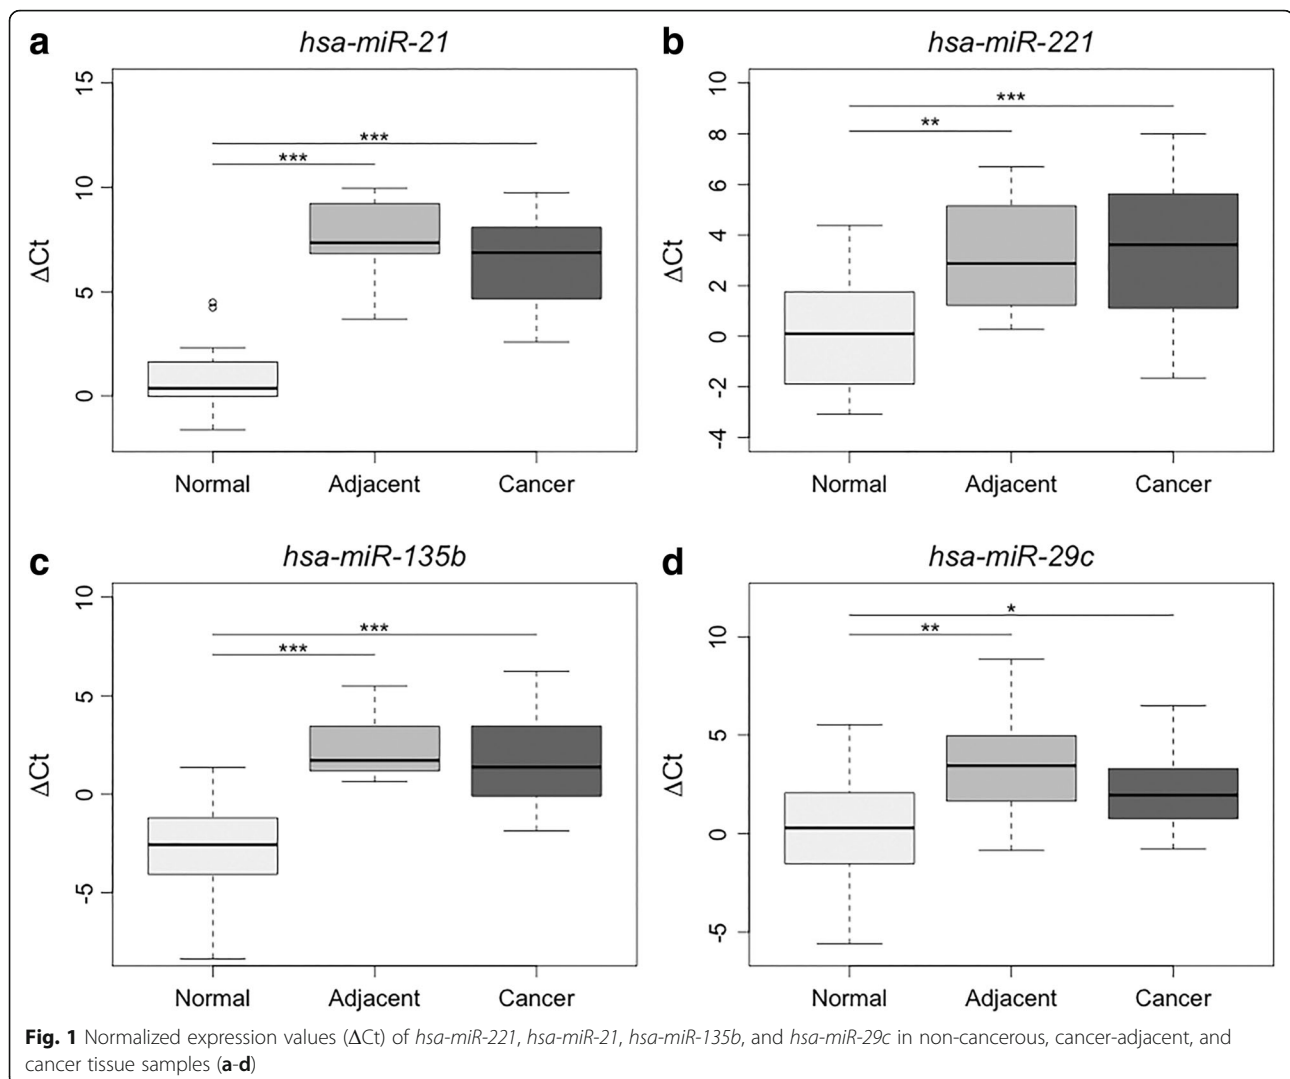 a
hsa-miR-21
15
10
5
0
ΔCt
***
***
Normal Adjacent Cancer
b
hsa-miR-221
10
8
6
4
2
0
-2
-4
ΔCt
***
**
Normal Adjacent Cancer
c
hsa-miR-135b
10
5
0
-5
ΔCt
***
***
Normal Adjacent Cancer
d
hsa-miR-29c
10
5
0
-5
ΔCt
*
**
Normal Adjacent Cancer
Fig. 1 Normalized expression values (ΔCt) of hsa-miR-221, hsa-miR-21, hsa-miR-135b, and hsa-miR-29c in non-cancerous, cancer-adjacent, and
cancer tissue samples (a-d)